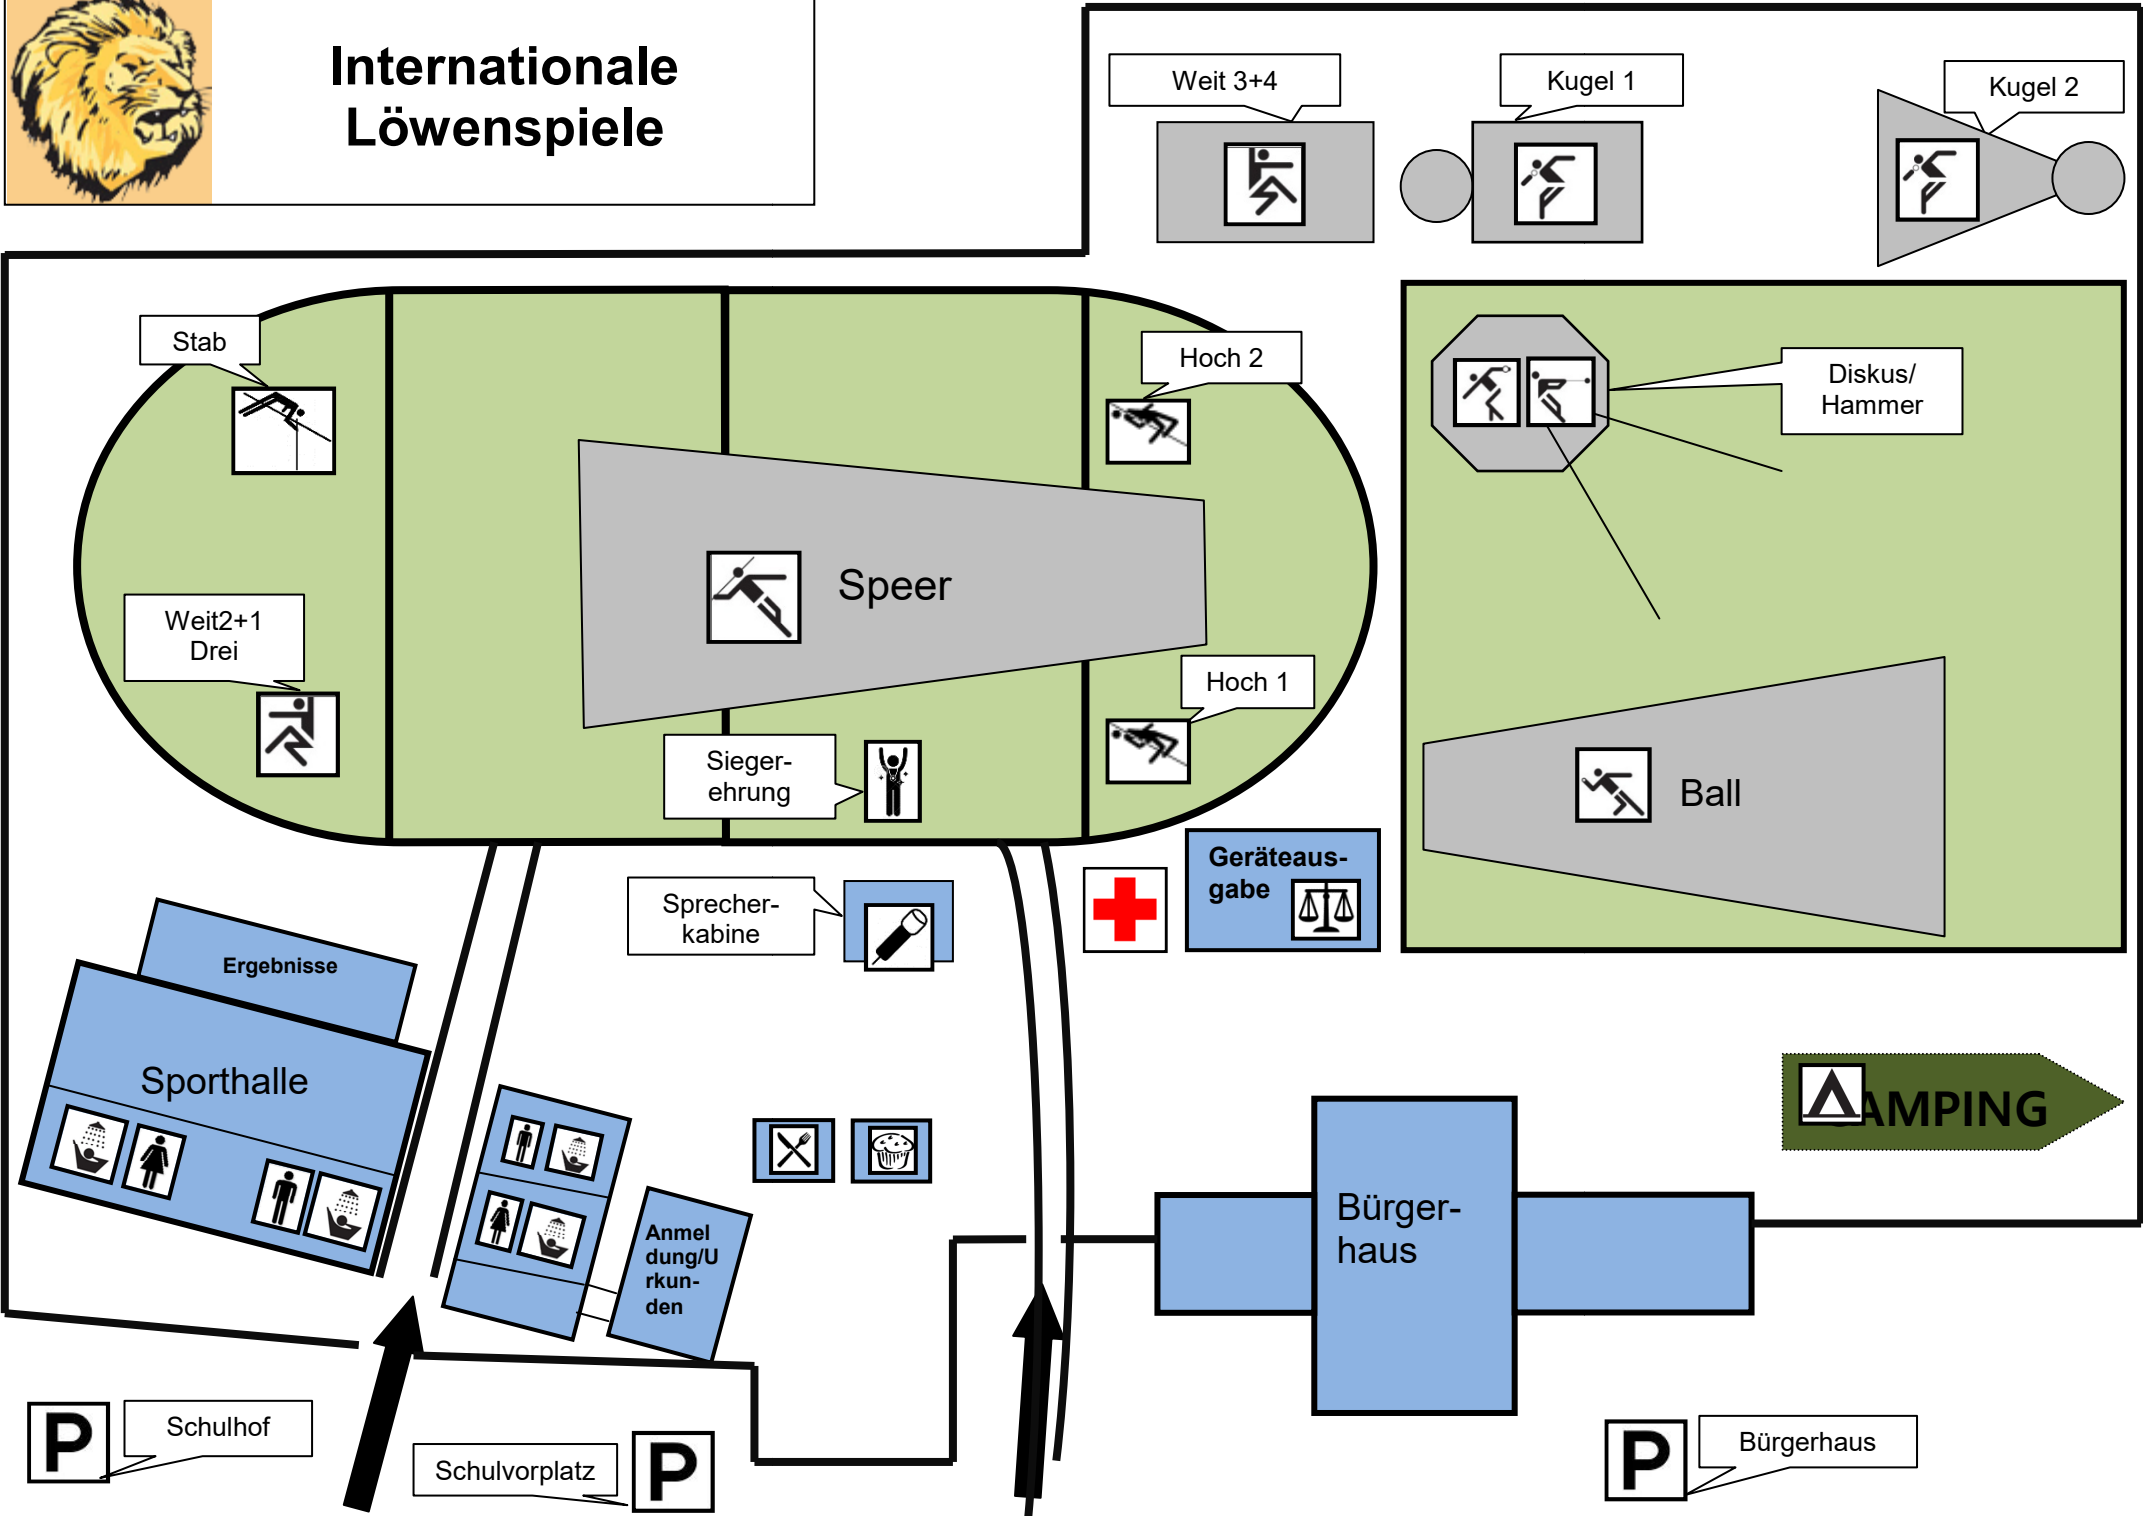 Internationale
Löwenspiele
Weit 3+4
Kugel 1
Kugel 2
Stab
Hoch 2
Diskus/
Hammer
Speer
Weit2+1
Drei
Hoch 1
Sieger-
ehrung
Ball
Geräteaus-
gabe
Sprecher-
kabine
Ergebnisse
Sporthalle
AMPING
Anmel
dung/U
rkun-
den
Bürger-
haus
P
Schulhof
Schulvorplatz
P
P
Bürgerhaus